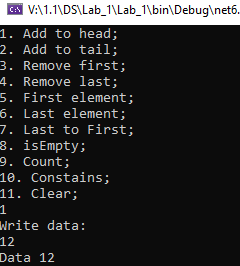 V:\1.1\DS\Lab_1\Lab_1\bin\Debug\net6.
1. Add to head;
2. Add to tail;
3. Remove first;
4. Remove last;
5. First element;
6. Last element;
7. Last to First;
8. isEmpty;
9. Count;
10. Constains;
11. Clear;
1
Write data:
12
Data 12